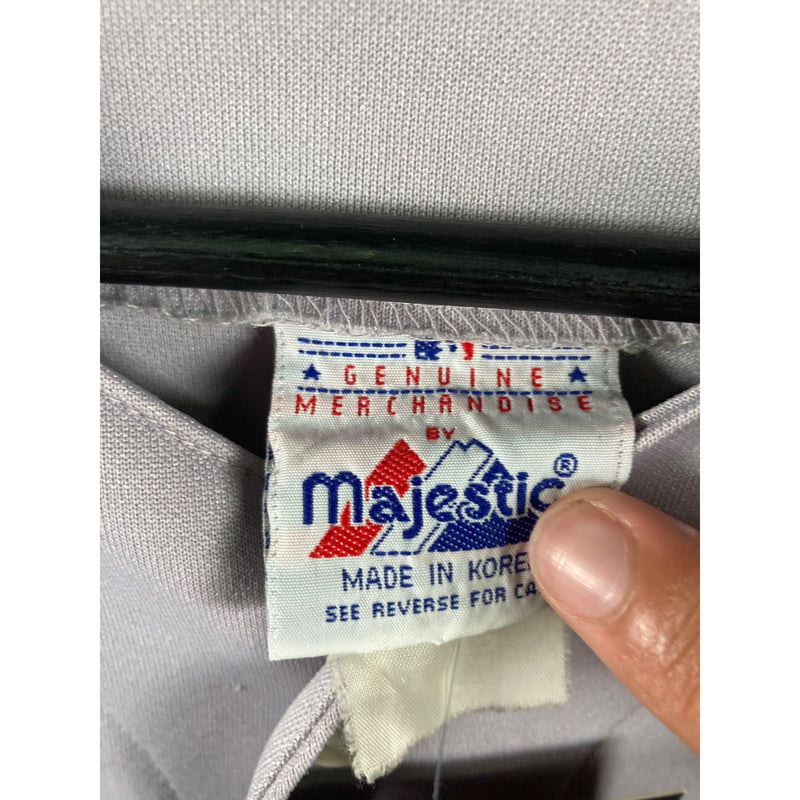 GENUINE
MERCHANDISE
BY
Majestic®
MADE IN
SEE REVERSE FOR